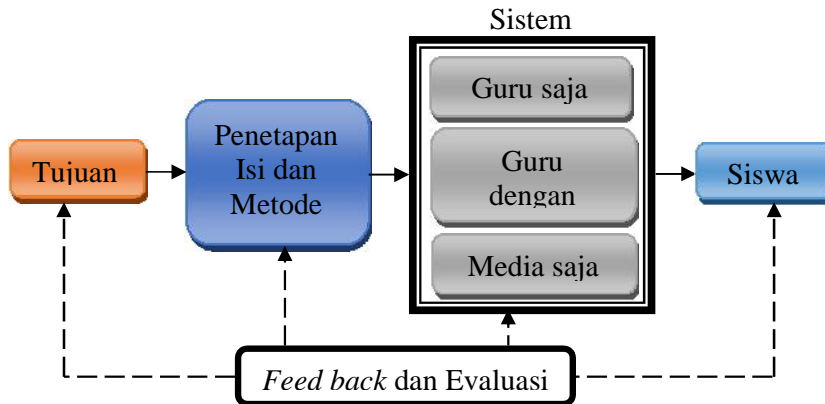 Sistem
Guru saja
Penetapan
Isi dan
Metode
Tujuan
Guru
dengan
Siswa
Media saja
Feed back dan Evaluasi